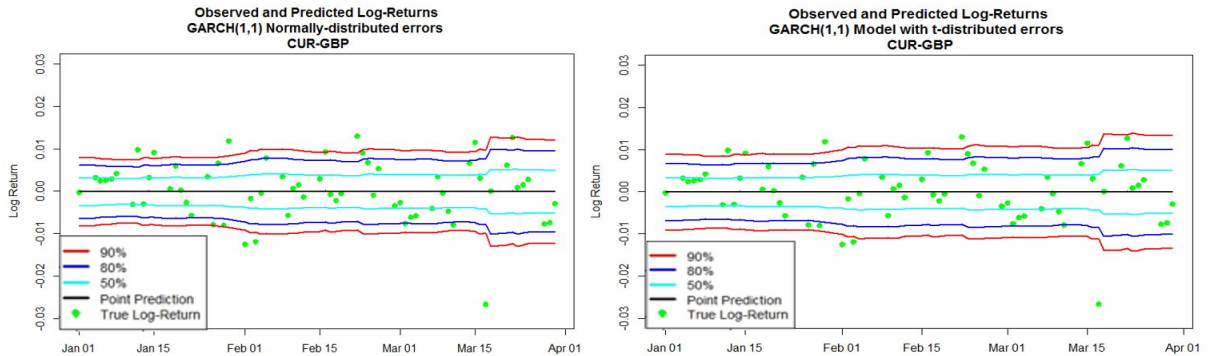 Observed and Predicted Log-Returns
GARCH(1,1) Normally-distributed errors
CUR-GBP
Log Return
0.03
0.02
0.01
0.00
-0.01
-0.02
-0.03
90%
80%
50%
Point Prediction
True Log-Return
Jan 01 Jan 15 Feb 01 Feb 15 Mar 01 Mar 15 Apr 01
Observed and Predicted Log-Returns
GARCH(1,1) Model with t-distributed errors
CUR-GBP
Log Return
0.03
0.02
0.01
0.00
-0.01
-0.02
-0.03
90%
80%
50%
Point Prediction
True Log-Return
Jan 01 Jan 15 Feb 01 Feb 15 Mar 01 Mar 15 Apr 01